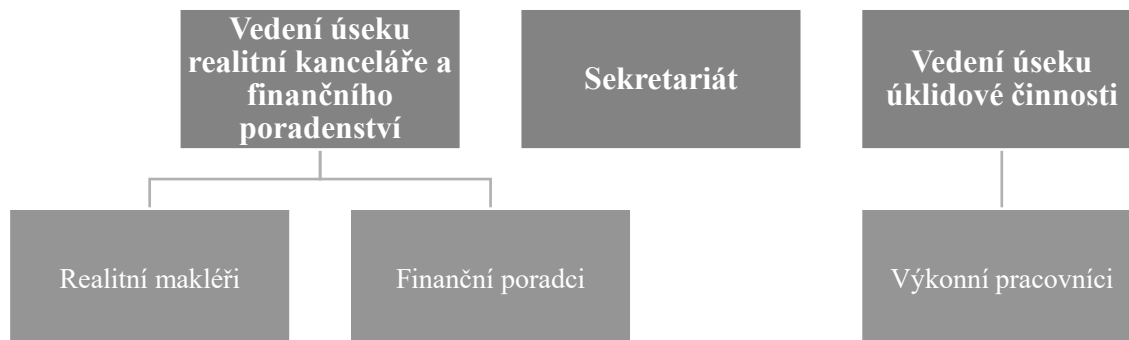 Vedení úseku
realitní kanceláře a
finančního
poradenství
Sekretariát
Vedení úseku
úklidové činnosti
Realitní makléři
Finanční poradci
Výkonní pracovníci